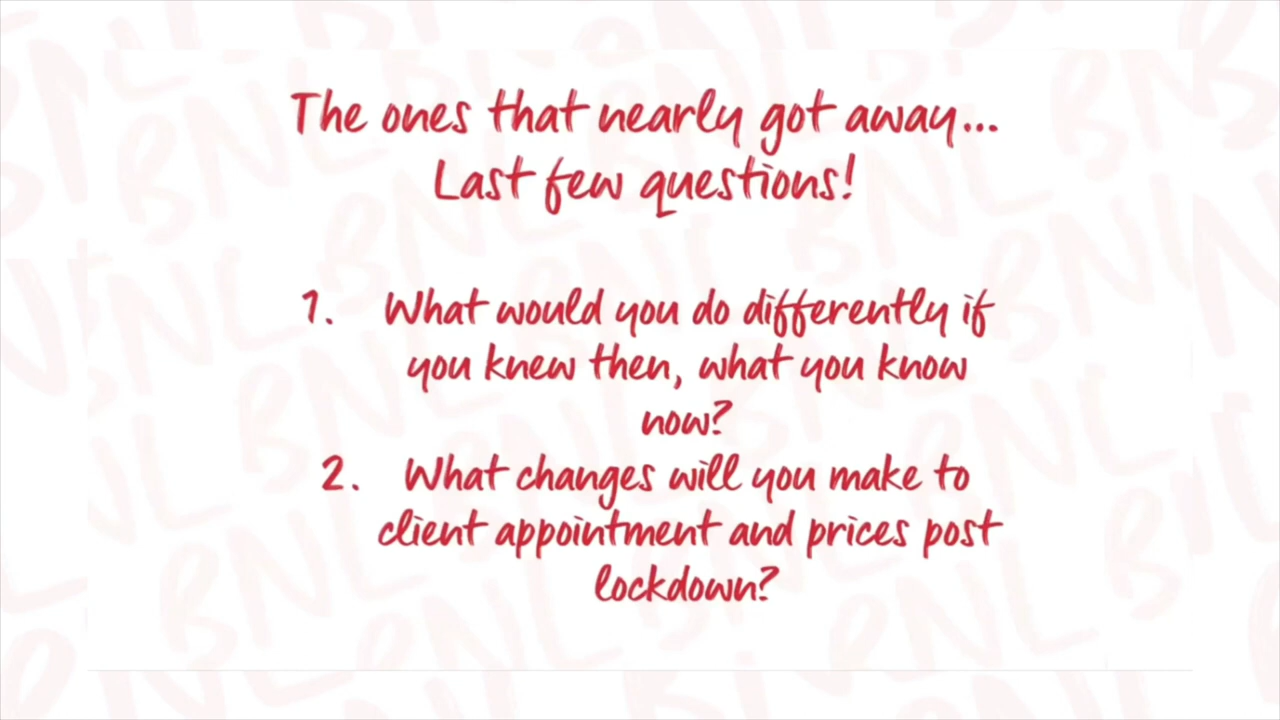 The ones that nearly got away...
Last few questions!
1. What would you do differently if
you knew then, what you know
now?
2. What changes will you make to
client appointment and prices post
lockdown?